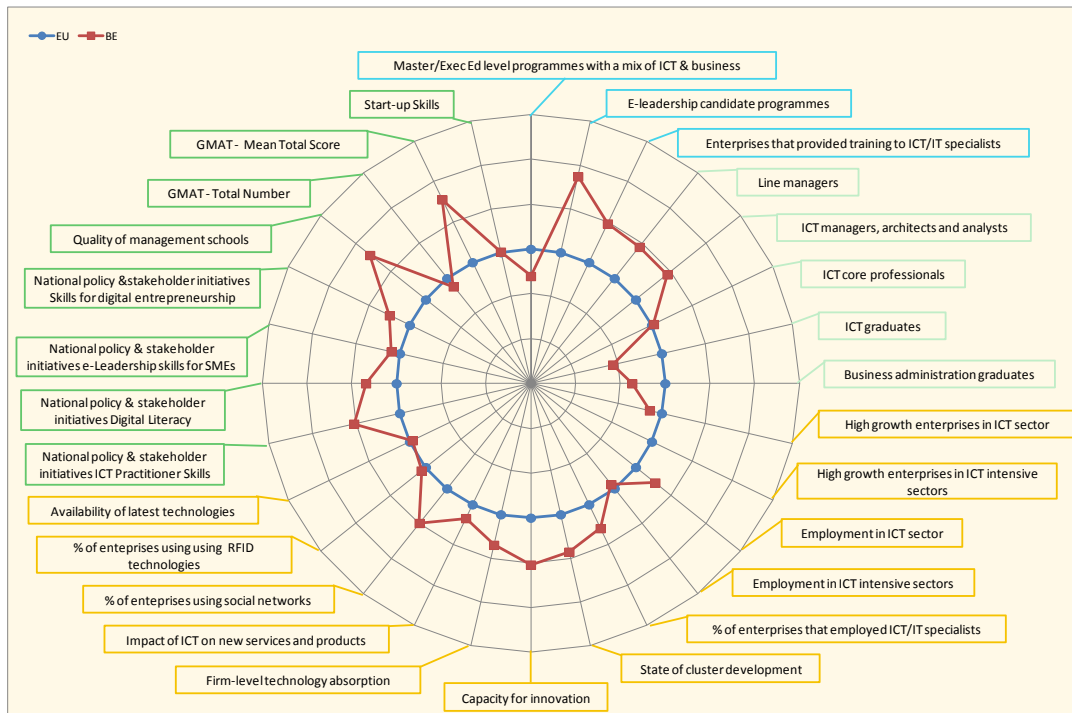 EU BE
Master/Exec Ed level programmes with a mix of ICT & business
Start-up Skills
E-leadership candidate programmes
GMAT - Mean Total Score
Enterprises that provided training to ICT/IT specialists
GMAT - Total Number
Line managers
Quality of management schools
ICT managers, architects and analysts
National policy &stakeholder initiatives
Skills for digital entrepreneurship
ICT core professionals
National policy & stakeholder
initiatives e-Leadership skills for SMEs
ICT graduates
National policy & stakeholder
initiatives Digital Literacy
Business administration graduates
National policy & stakeholder
initiatives ICT Practitioner Skills
High growth enterprises in ICT sector
High growth enterprises in ICT intensive
sectors
Availability of latest technologies
Employment in ICT sector
% of enteprises using using RFID
technologies
Employment in ICT intensive sectors
% of enteprises using social networks
% of enterprises that employed ICT/IT specialists
Impact of ICT on new services and products
State of cluster development
Firm-level technology absorption
Capacity for innovation